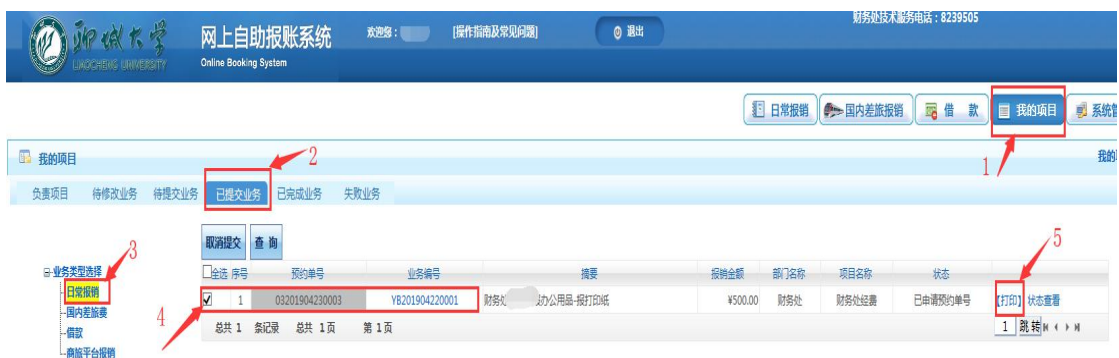 财务处技术服务电话：8239505
聊城大学
LIAOCHENG UNIVERSITY
网上自助报账系统
Online Booking System
欢迎您：
[操作指南及常见问题]
退出
日常报销
国内差旅报销
借 款
我的项目
系统管
1
我的项目
我的项
2
负责项目 待修改业务 待提交业务 已提交业务 已完成业务 失败业务
取消提交 查 询
3
5
业务类型选择
日常报销
国内差旅费
借款
商旅平台报销
全选 序号 预约单号 业务编号 摘要 报销金额 部门名称 项目名称 状态
1 03201904230003 YB201904220001 财务处 办公用品-报打印纸 ¥500.00 财务处 财务处经费 已申请预约单号 【打印】 状态查看
4
总共 1 条记录 总共 1页 第 1页
1 跳转